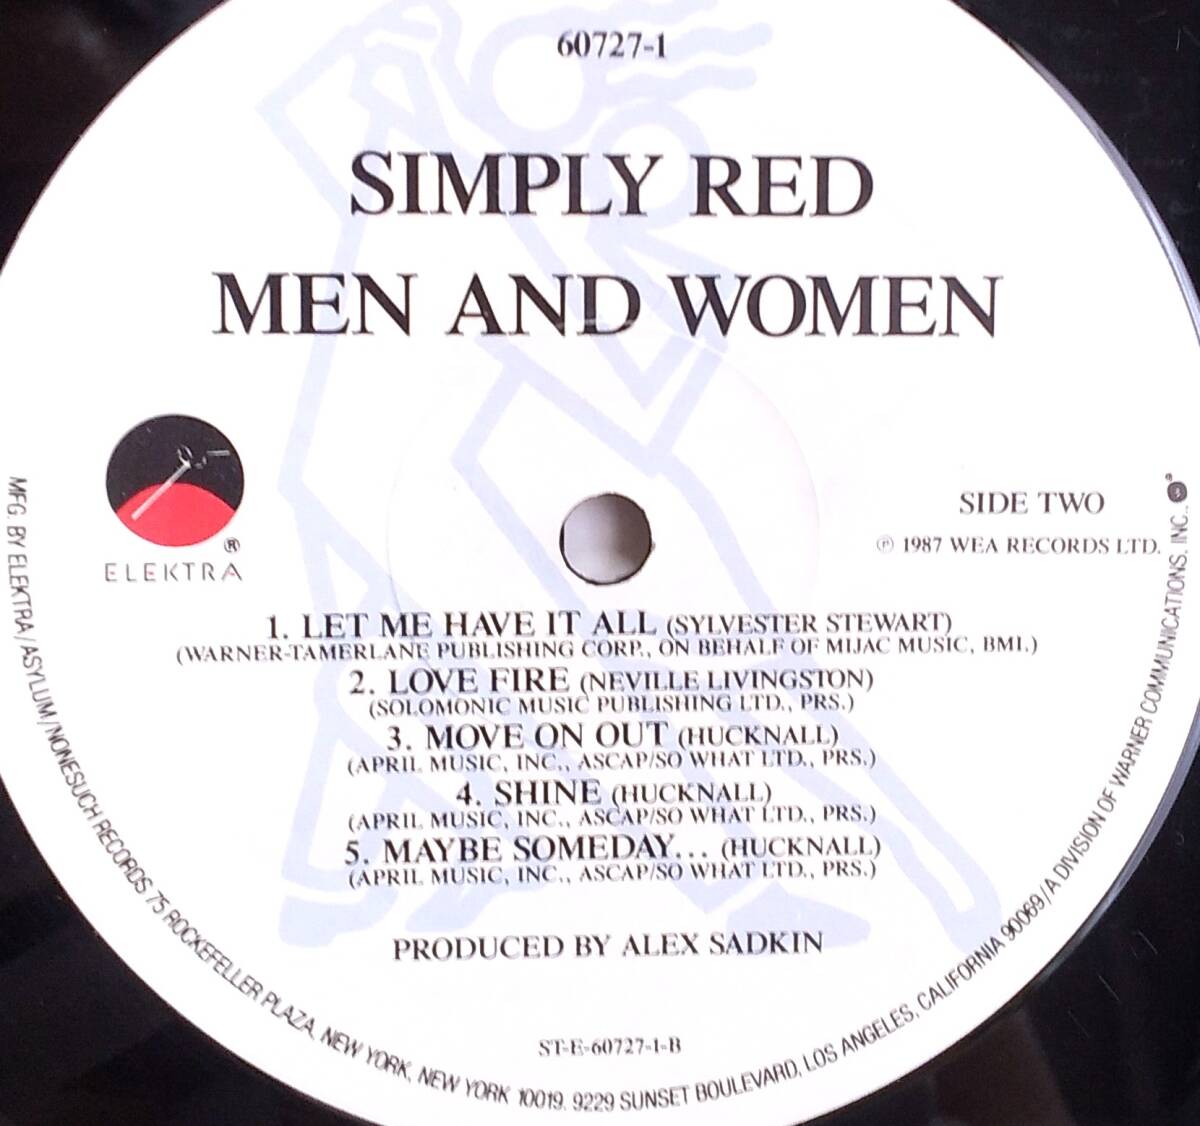 60727-1
SIMPLY RED
MEN AND WOMEN
ELEKTRA®
SIDE TWO
℗ 1987 WEA RECORDS LTD.
1. LET ME HAVE IT ALL (SYLVESTER STEWART)
(WARNER-TAMERLANE PUBLISHING CORP., ON BEHALF OF MIJAC MUSIC, BMI.)
2. LOVE FIRE (NEVILLE LIVINGSTON)
(SOLOMONIC MUSIC PUBLISHING LTD., PRS.)
3. MOVE ON OUT (HUCKNALL)
(APRIL MUSIC, INC., ASCAP/SO WHAT LTD., PRS.)
4. SHINE (HUCKNALL)
(APRIL MUSIC, INC., ASCAP/SO WHAT LTD., PRS.)
5. MAYBE SOMEDAY... (HUCKNALL)
(APRIL MUSIC, INC., ASCAP/SO WHAT LTD., PRS.)
PRODUCED BY ALEX SADKIN
ST-E-60727-1-B
MFG. BY ELEKTRA/ASYLUM/NONESUCH RECORDS 75 ROCKEFELLER PLAZA, NEW YORK, NEW YORK 10019. 9229 SUNSET BOULEVARD, LOS ANGELES, CALIFORNIA 90069/A DIVISION OF WARNER COMMUNICATIONS, INC.,